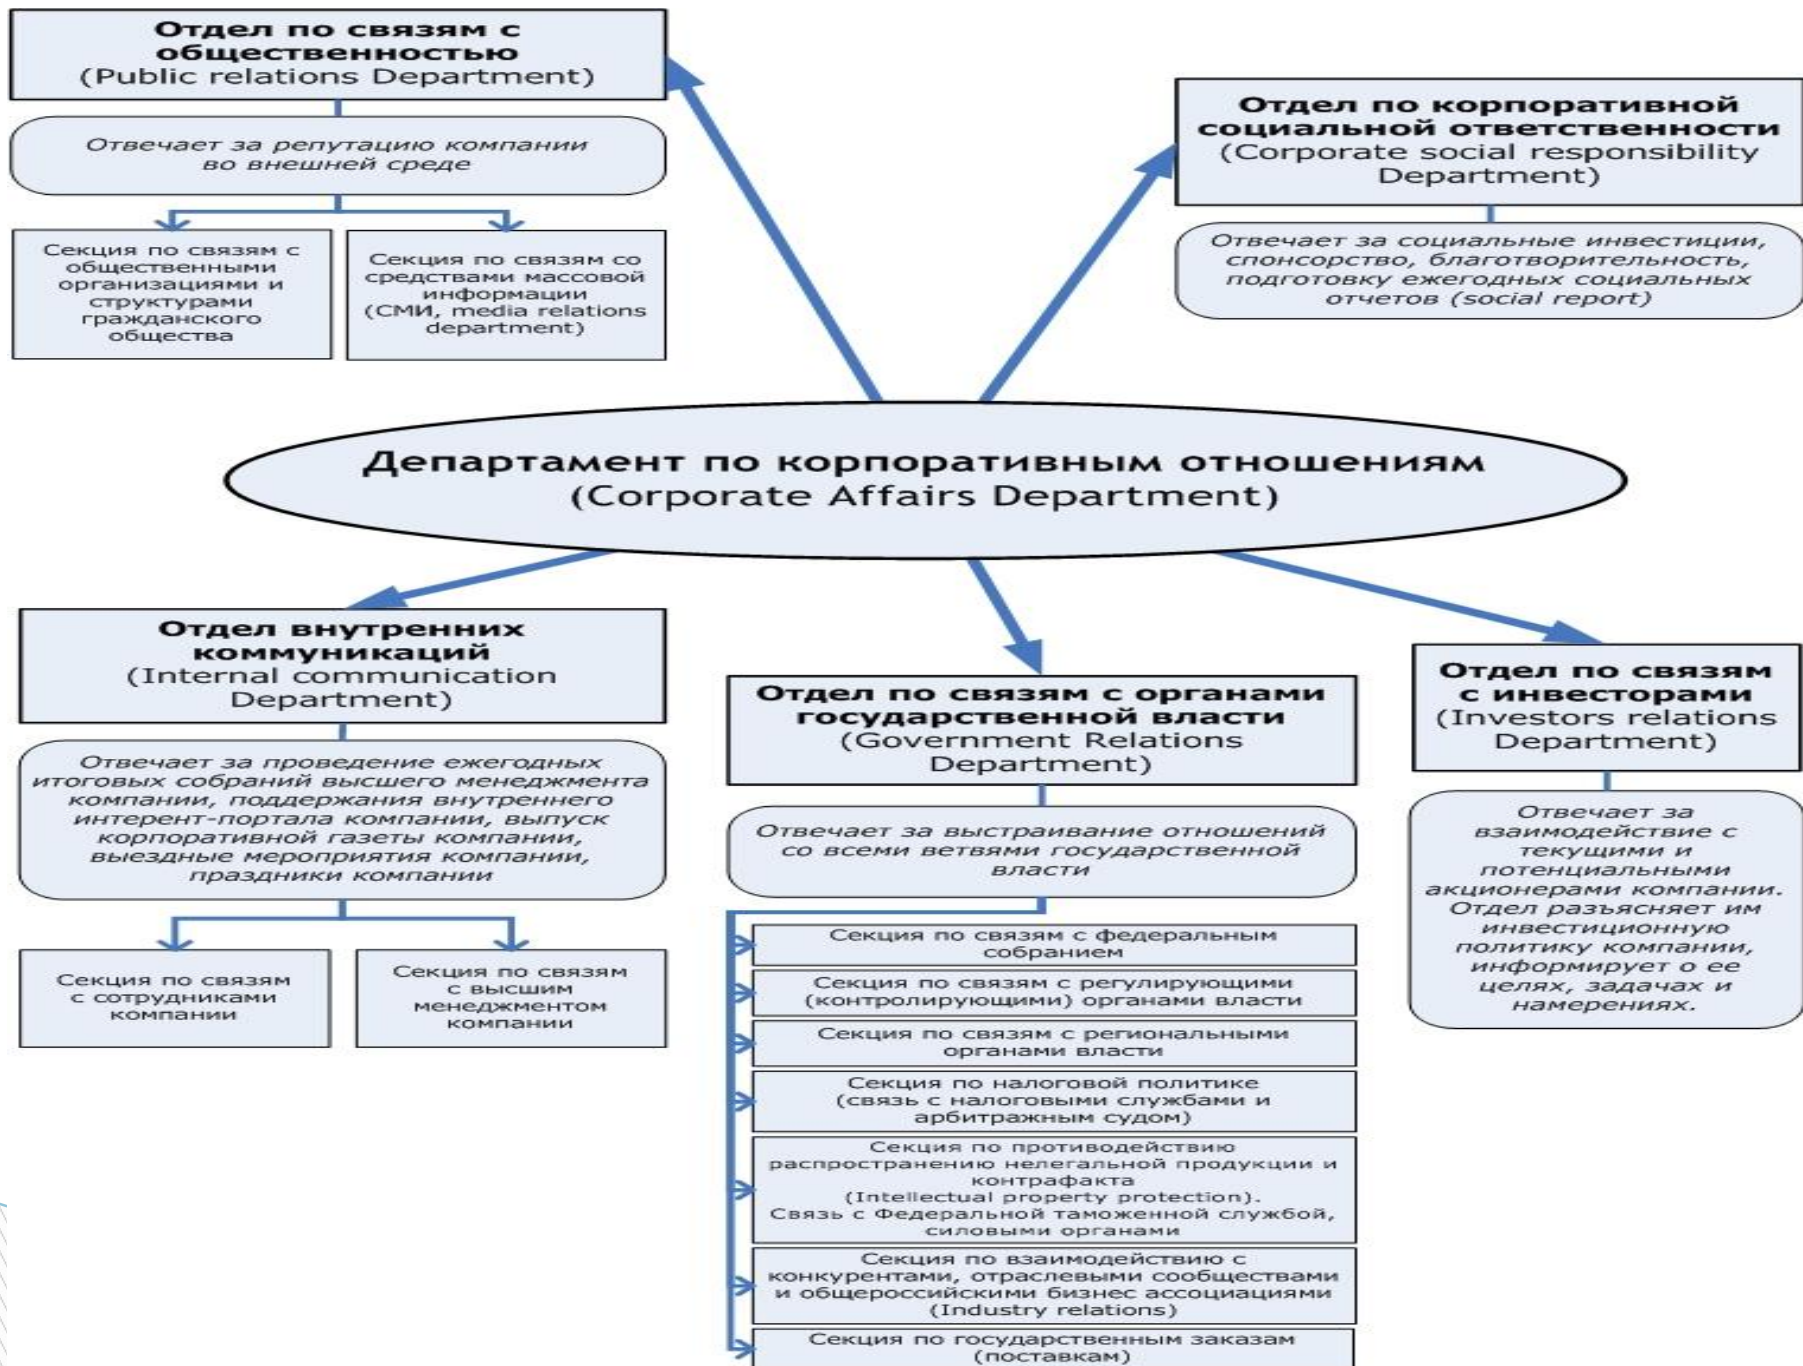 Отдел по связям с
общественностью
(Public relations Department)
Отвечает за репутацию компании
во внешней среде
Секция по связям с
общественными
организациями и
структурами
гражданского
общества
Секция по связям со
средствами массовой
информации
(СМИ, media relations
department)
Отдел по корпоративной
социальной ответственности
(Corporate social responsibility
Department)
Отвечает за социальные инвестиции,
спонсорство, благотворительность,
подготовку ежегодных социальных
отчетов (social report)
Департамент по корпоративным отношениям
(Corporate Affairs Department)
Отдел внутренних
коммуникаций
(Internal communication
Department)
Отвечает за проведение ежегодных
итоговых собраний высшего менеджмента
компании, поддержания внутреннего
интерент-портала компании, выпуск
корпоративной газеты компании,
выездные мероприятия компании,
праздники компании
Секция по связям
с сотрудниками
компании
Секция по связям
с высшим
менеджментом
компании
Отдел по связям с органами
государственной власти
(Government Relations
Department)
Отвечает за выстраивание отношений
со всеми ветвями государственной
власти
Секция по связям с федеральным
собранием
Секция по связям с регулирующими
(контролирующими) органами власти
Секция по связям с региональными
органами власти
Секция по налоговой политике
(связь с налоговыми службами и
арбитражным судом)
Секция по противодействию
распространению нелегальной продукции и
контрафакта
(Intellectual property protection).
Связь с Федеральной таможенной службой,
силовыми органами
Секция по взаимодействию с
конкурентами, отраслевыми сообществами
и общероссийскими бизнес ассоциациями
(Industry relations)
Секция по государственным заказам
(поставкам)
Отдел по связям
с инвесторами
(Investors relations
Department)
Отвечает за
взаимодействие с
текущими и
потенциальными
акционерами компании.
Отдел разъясняет им
инвестиционную
политику компании,
информирует о ее
целях, задачах и
намерениях.